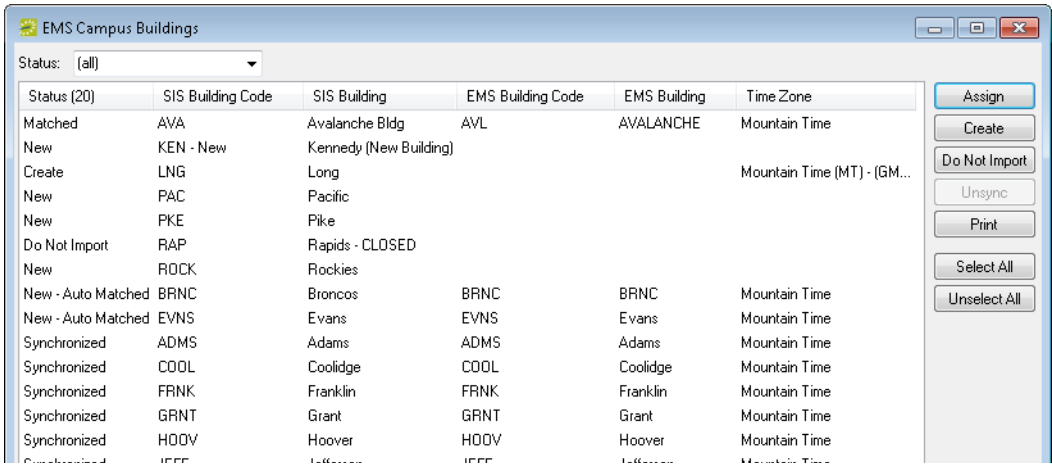 EMS Campus Buildings
Status: (all)
Status (20) SIS Building Code SIS Building EMS Building Code EMS Building Time Zone
Matched AVA Avalanche Bldg AVL AVALANCHE Mountain Time
New KEN - New Kennedy (New Building)
Create LNG Long Mountain Time (MT) - (GM...
New PAC Pacific
New PKE Pike
Do Not Import RAP Rapids - CLOSED
New ROCK Rockies
New - Auto Matched BRNC Broncos BRNC BRNC Mountain Time
New - Auto Matched EVNS Evans EVNS Evans Mountain Time
Synchronized ADMS Adams ADMS Adams Mountain Time
Synchronized COOL Coolidge COOL Coolidge Mountain Time
Synchronized FRNK Franklin FRNK Franklin Mountain Time
Synchronized GRNT Grant GRNT Grant Mountain Time
Synchronized HOOV Hoover HOOV Hoover Mountain Time
Assign
Create
Do Not Import
Unsync
Print
Select All
Unselect All